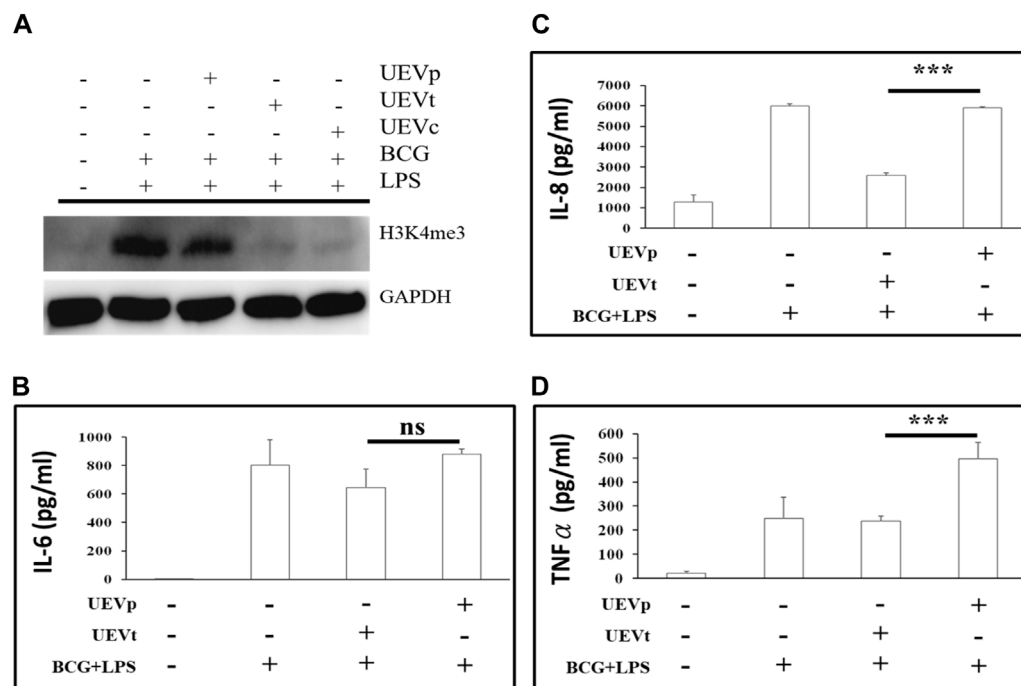 A
- - + - - UEVp
- - - + - UEVt
- - - - + UEVc
- + + + + BCG
- + + + + LPS
H3K4me3
GAPDH
B
IL-6 (pg/ml)
1000
800
600
400
200
0
ns
UEVp - - - +
UEVt - - + -
BCG+LPS - + + +
C
IL-8 (pg/ml)
7000
6000
5000
4000
3000
2000
1000
0
***
UEVp - - - +
UEVt - - + -
BCG+LPS - + + +
D
TNFα (pg/ml)
600
500
400
300
200
100
0
***
UEVp - - - +
UEVt - - + -
BCG+LPS - + + +